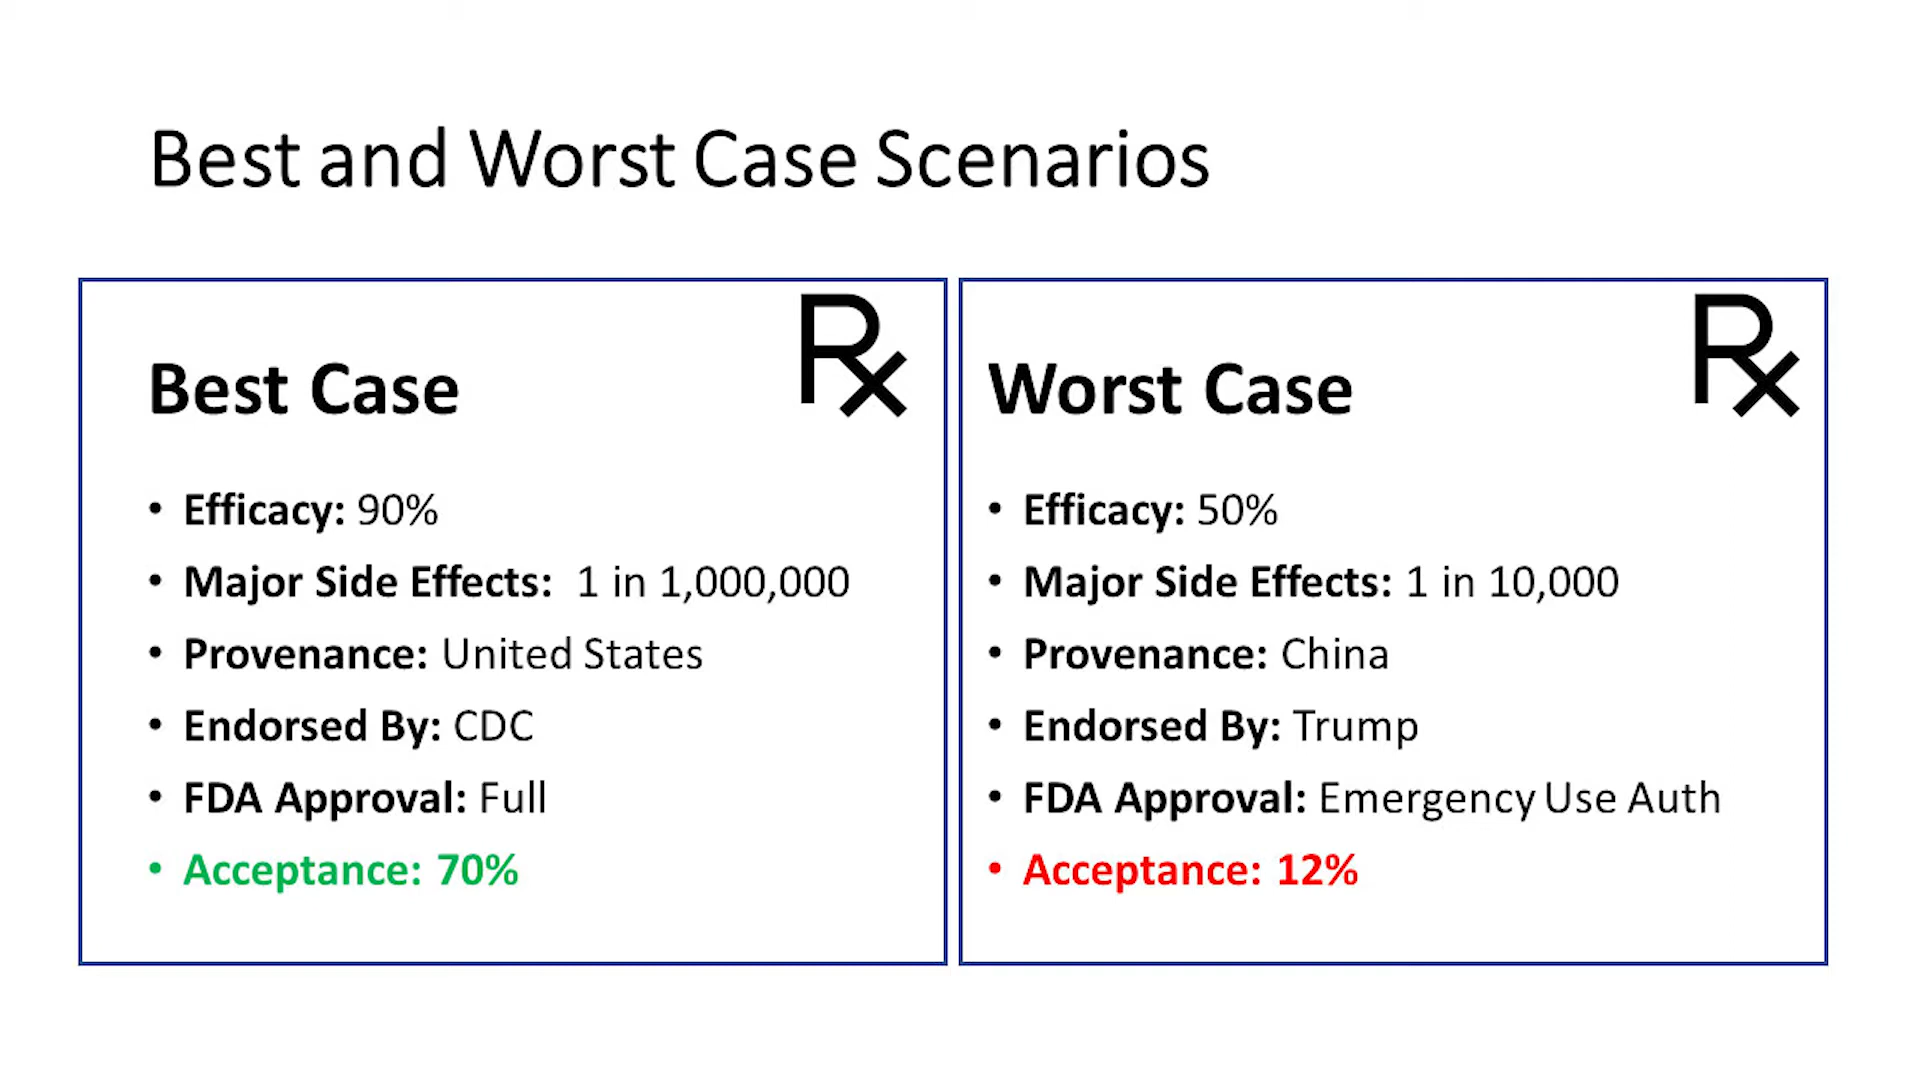 Best and Worst Case Scenarios
Best Case
Rx
• Efficacy: 90%
• Major Side Effects: 1 in 1,000,000
• Provenance: United States
• Endorsed By: CDC
• FDA Approval: Full
• Acceptance: 70%
Worst Case
Rx
• Efficacy: 50%
• Major Side Effects: 1 in 10,000
• Provenance: China
• Endorsed By: Trump
• FDA Approval: Emergency Use Auth
• Acceptance: 12%